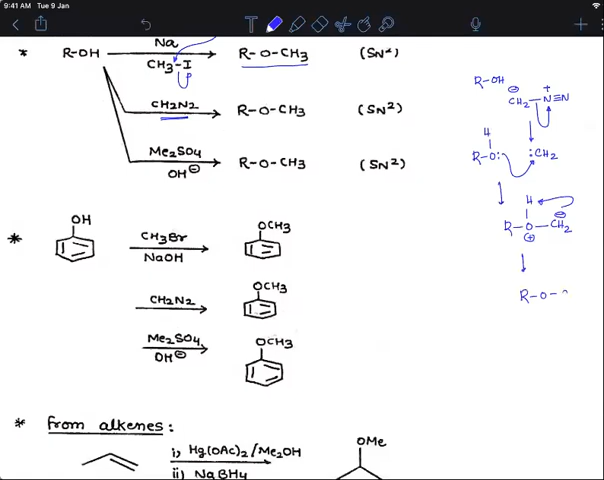 9:41 AM Tue 9 Jan
* R-OH Na R-O-CH3 (SN²)
CH3-I
CH2N2 R-O-CH3 (SN²)
Me2SO4 R-O-CH3 (SN²)
OH⊖
R-OH
⊖ +
CH2-N≡N
H
R-O: :CH2
H ⊖
R-O-CH2
⊕
R-O-
* OH CH3Br OCH3
NaOH
CH2N2 OCH3
Me2SO4 OCH3
OH⊖
* from alkenes:
i, Hg(OAc)2/Me2OH OMe
ii) NaBH4